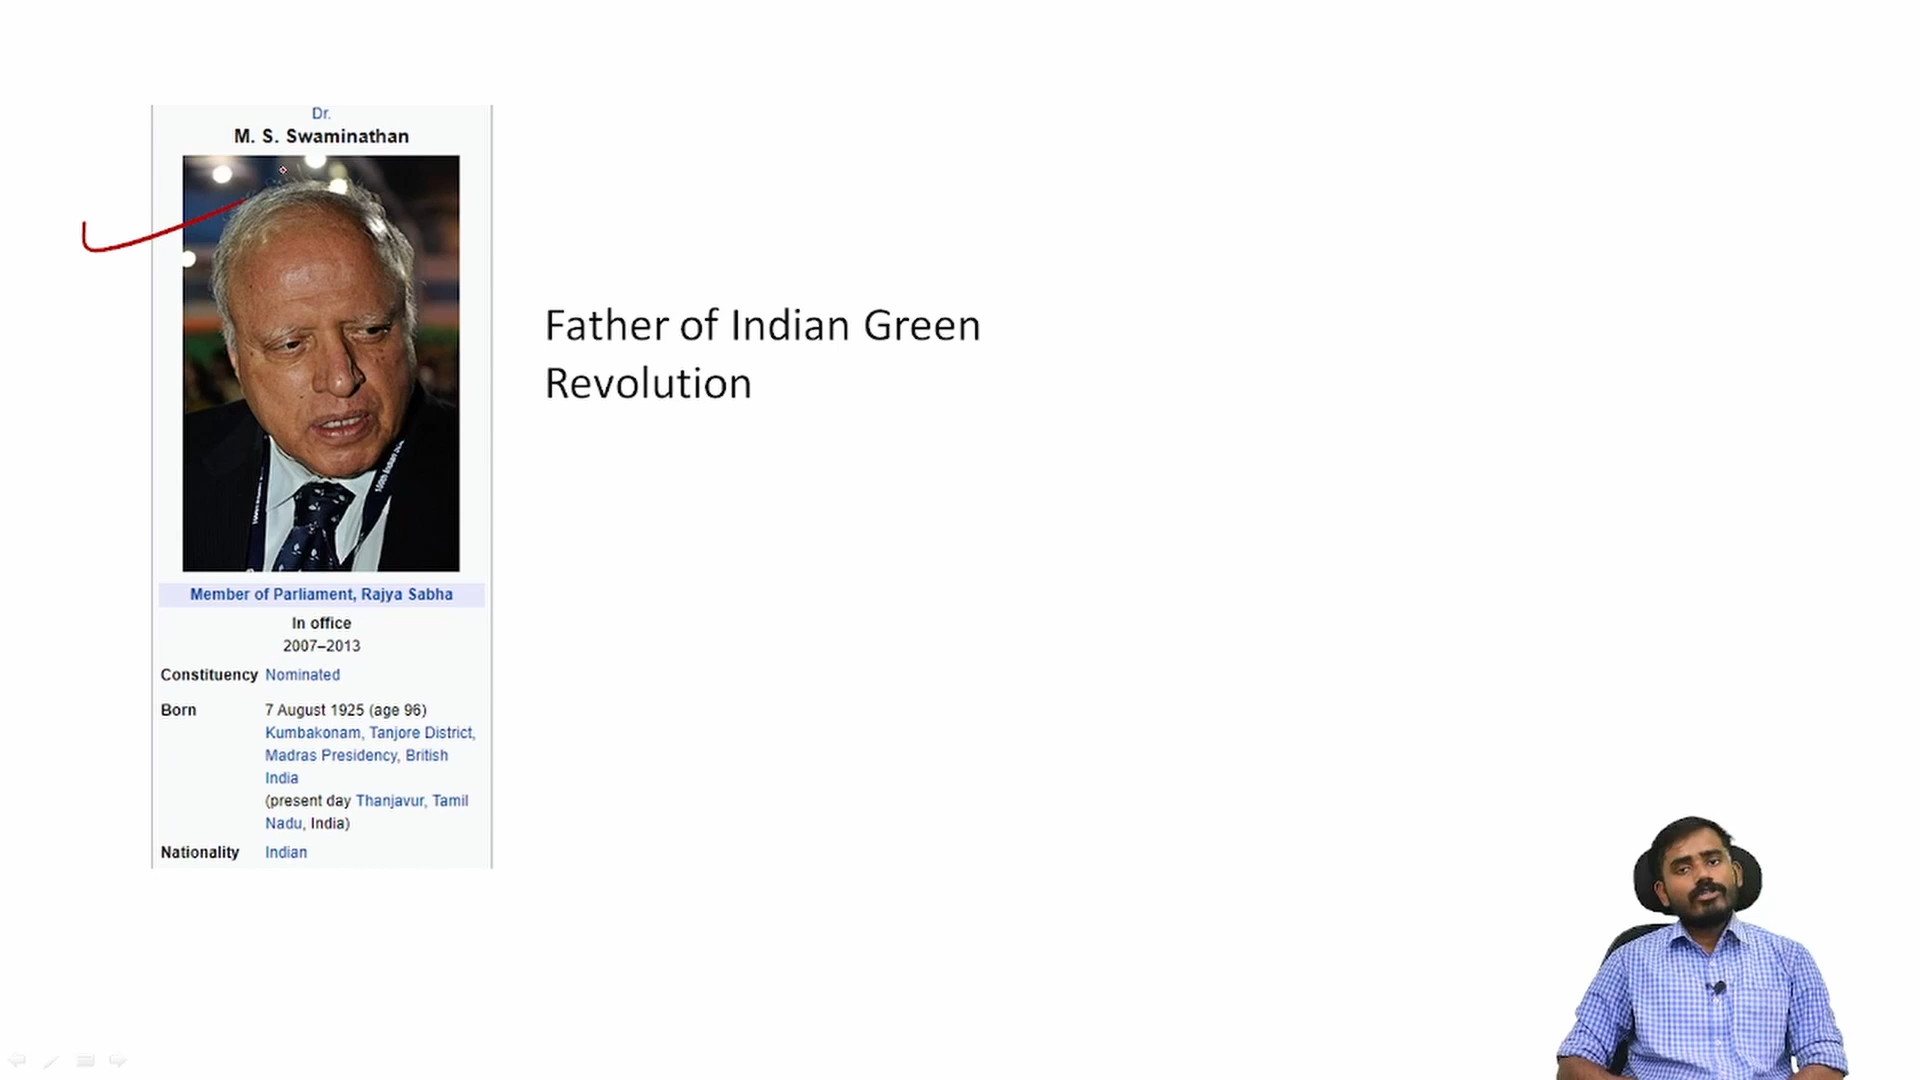 Dr.
M. S. Swaminathan
Member of Parliament, Rajya Sabha
In office
2007–2013
Constituency Nominated
Born 7 August 1925 (age 96)
Kumbakonam, Tanjore District,
Madras Presidency, British
India
(present day Thanjavur, Tamil
Nadu, India)
Nationality Indian
Father of Indian Green
Revolution